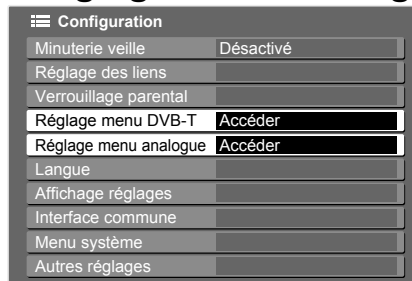 Configuration
Minuterie veille Désactivé
Réglage des liens
Verrouillage parental
Réglage menu DVB-T Accéder
Réglage menu analogue Accéder
Langue
Affichage réglages
Interface commune
Menu système
Autres réglages